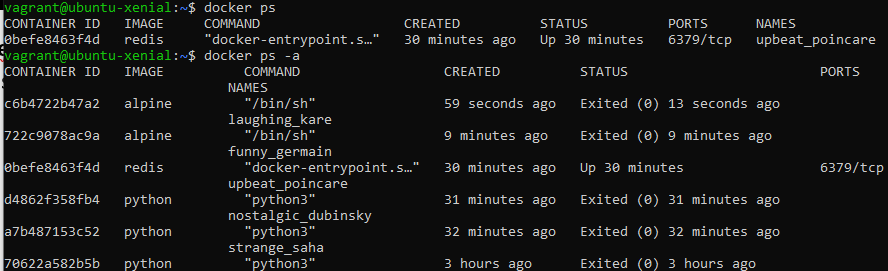 vagrant@ubuntu-xenial:~$ docker ps
CONTAINER ID IMAGE COMMAND CREATED STATUS PORTS NAMES
0befe8463f4d redis "docker-entrypoint.s…" 30 minutes ago Up 30 minutes 6379/tcp upbeat_poincare
vagrant@ubuntu-xenial:~$ docker ps -a
CONTAINER ID IMAGE COMMAND CREATED STATUS PORTS
NAMES
c6b4722b47a2 alpine "/bin/sh" 59 seconds ago Exited (0) 13 seconds ago
laughing_kare
722c9078ac9a alpine "/bin/sh" 9 minutes ago Exited (0) 9 minutes ago
funny_germain
0befe8463f4d redis "docker-entrypoint.s…" 30 minutes ago Up 30 minutes 6379/tcp
upbeat_poincare
d4862f358fb4 python "python3" 31 minutes ago Exited (0) 31 minutes ago
nostalgic_dubinsky
a7b487153c52 python "python3" 32 minutes ago Exited (0) 32 minutes ago
strange_saha
70622a582b5b python "python3" 3 hours ago Exited (0) 3 hours ago